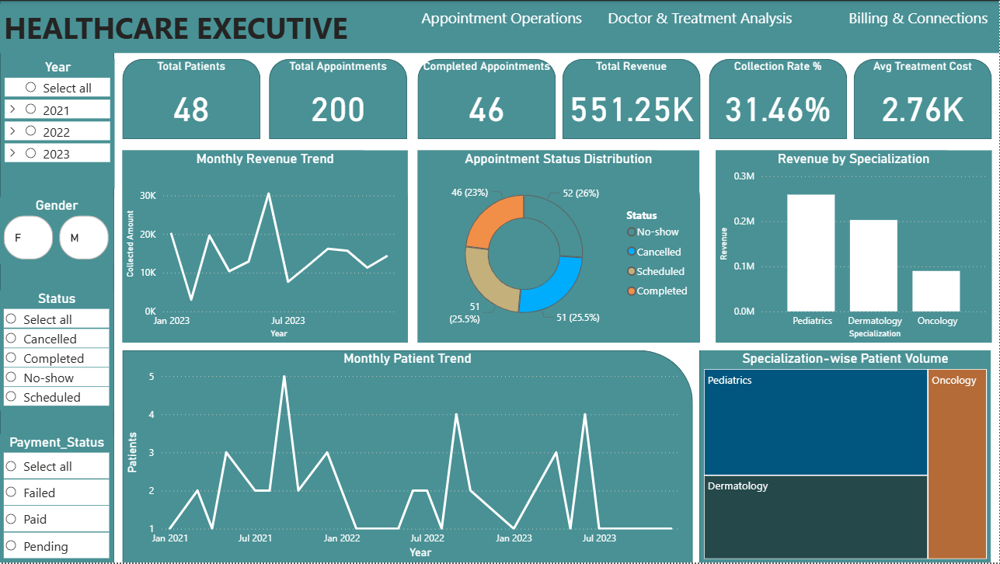 HEALTHCARE EXECUTIVE
Appointment Operations
Doctor & Treatment Analysis
Billing & Connections
Year
Select all
2021
2022
2023
Gender
F
M
Status
Select all
Cancelled
Completed
No-show
Scheduled
Payment_Status
Select all
Failed
Paid
Pending
Total Patients
48
Total Appointments
200
Completed Appointments
46
Total Revenue
551.25K
Collection Rate %
31.46%
Avg Treatment Cost
2.76K
Monthly Revenue Trend
Collected Amount
30K
20K
10K
0K
Jan 2023
Jul 2023
Year
Appointment Status Distribution
46 (23%)
52 (26%)
51
(25.5%)
51 (25.5%)
Status
No-show
Cancelled
Scheduled
Completed
Revenue by Specialization
Revenue
0.3M
0.2M
0.1M
0.0M
Pediatrics
Dermatology
Oncology
Specialization
Monthly Patient Trend
Patients
5
4
3
2
1
Jan 2021
Jul 2021
Jan 2022
Jul 2022
Jan 2023
Jul 2023
Year
Specialization-wise Patient Volume
Pediatrics
Oncology
Dermatology